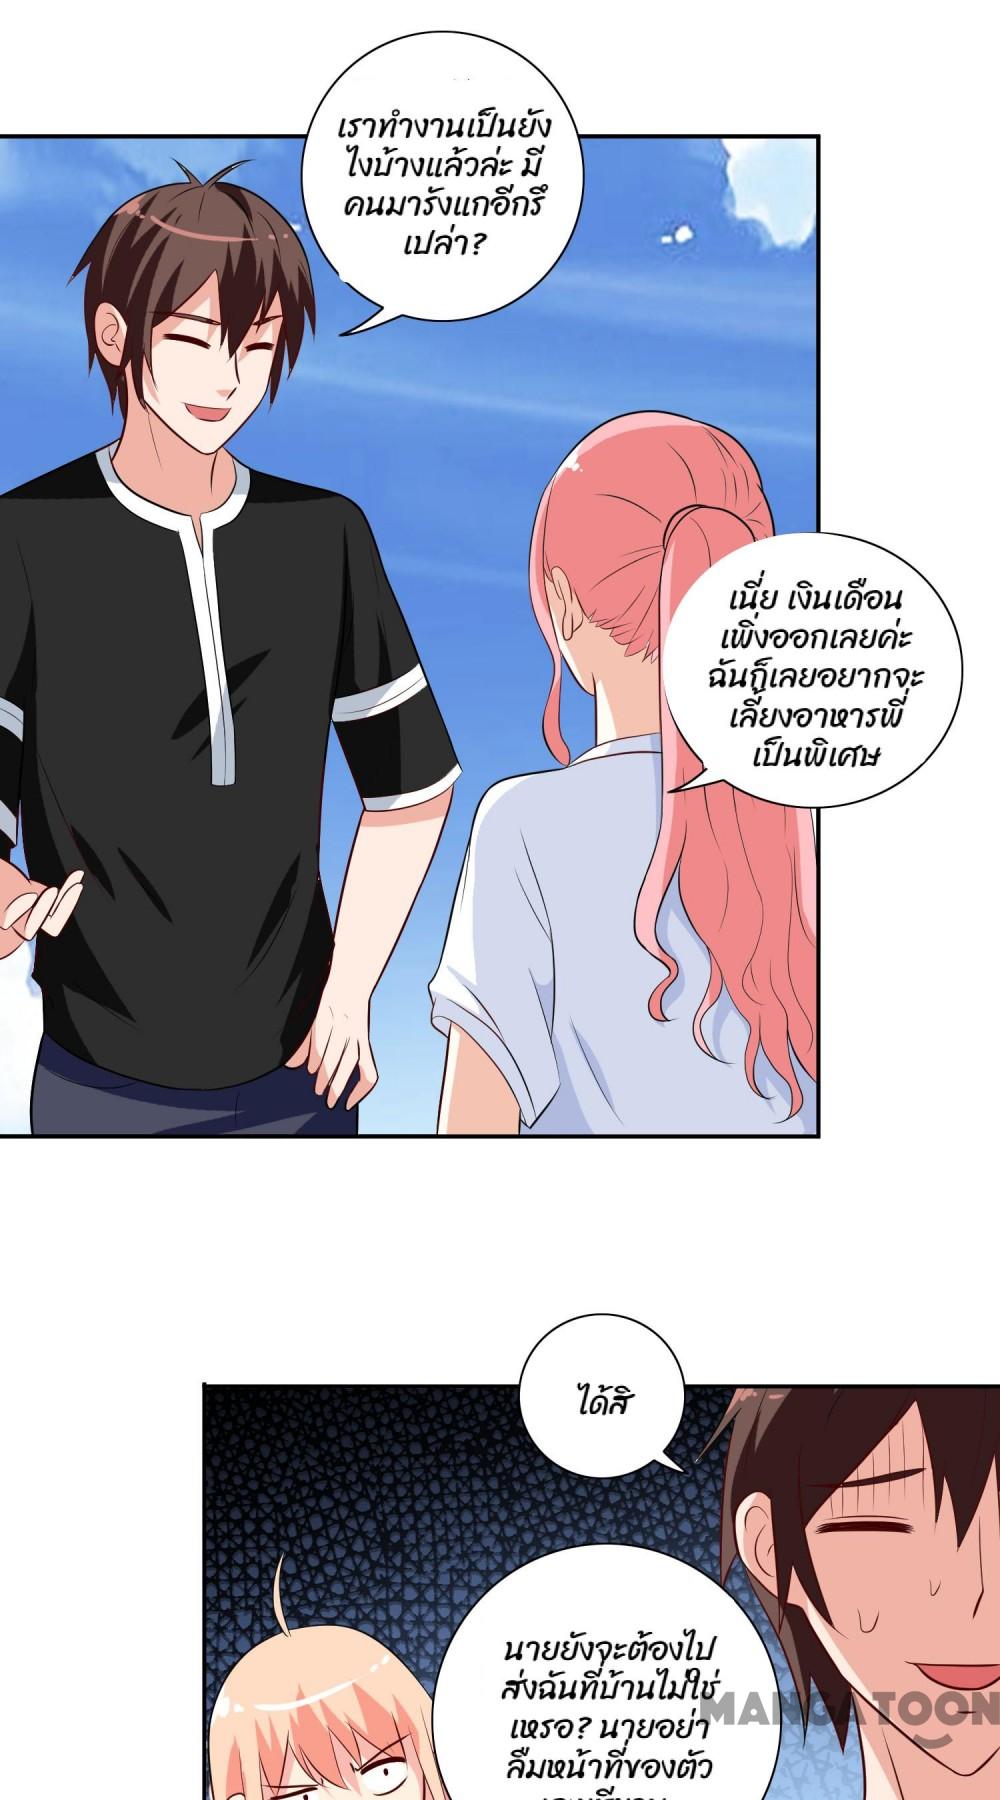 เราทำงานเป็นยัง
ไงบ้างแล้วล่ะ มี
คนมารังแกอีกรึ
เปล่า?
เนี่ย เงินเดือน
เพิ่งออกเลยค่ะ
ฉันก็เลยอยากจะ
เลี้ยงอาหารพี่
เป็นพิเศษ
ได้สิ
นายยังจะต้องไป
ส่งฉันที่บ้านไม่ใช่
เหรอ? นายอย่า
ลืมหน้าที่ของตัว
MANGATOON